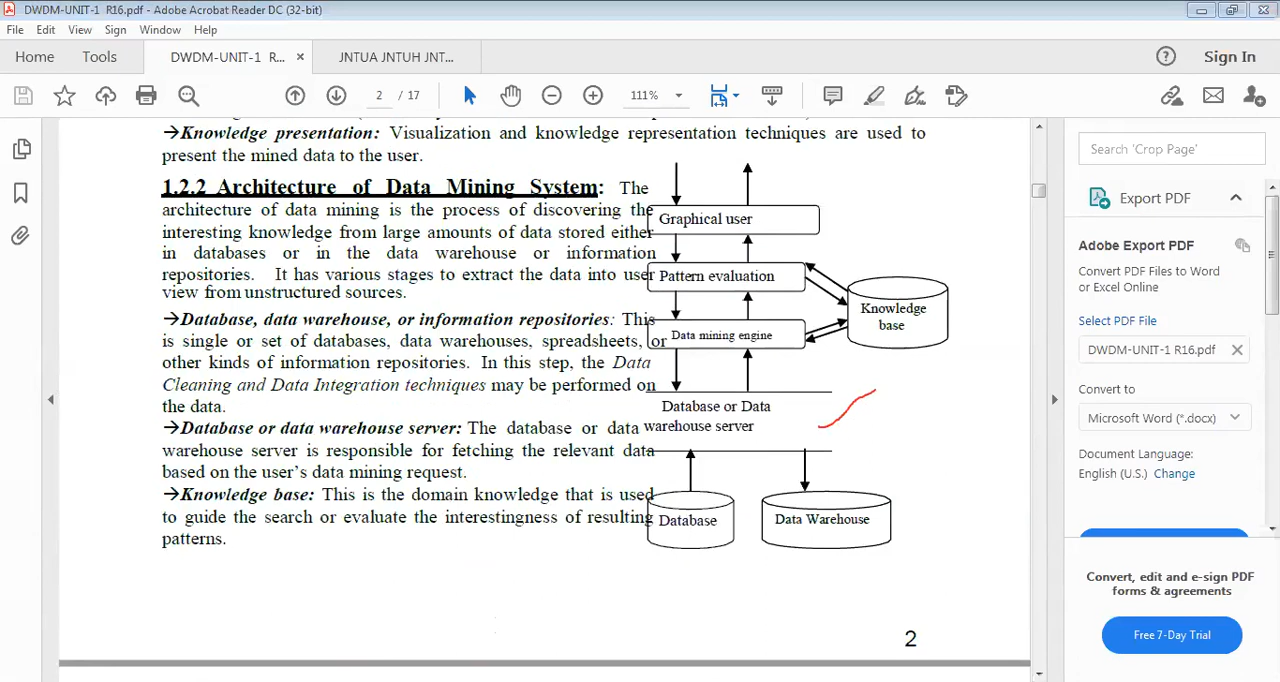 DWDM-UNIT-1 R16.pdf - Adobe Acrobat Reader DC (32-bit)
File Edit View Sign Window Help
Home Tools DWDM-UNIT-1 R... × JNTUA JNTUH JNT... ? Sign In
2 / 17 111%
→Knowledge presentation: Visualization and knowledge representation techniques are used to
present the mined data to the user.
1.2.2 Architecture of Data Mining System: The
architecture of data mining is the process of discovering the
interesting knowledge from large amounts of data stored either
in databases or in the data warehouse or information
repositories. It has various stages to extract the data into user
view from unstructured sources.
→Database, data warehouse, or information repositories: This
is single or set of databases, data warehouses, spreadsheets, or
other kinds of information repositories. In this step, the Data
Cleaning and Data Integration techniques may be performed on
the data.
→Database or data warehouse server: The database or data
warehouse server is responsible for fetching the relevant data
based on the user's data mining request.
→Knowledge base: This is the domain knowledge that is used
to guide the search or evaluate the interestingness of resulting
patterns.
Graphical user
Pattern evaluation
Knowledge
base
Data mining engine
Database or Data
warehouse server
Database
Data Warehouse
2
Search 'Crop Page'
Export PDF
Adobe Export PDF
Convert PDF Files to Word
or Excel Online
Select PDF File
DWDM-UNIT-1 R16.pdf ×
Convert to
Microsoft Word (*.docx)
Document Language:
English (U.S.) Change
Convert, edit and e-sign PDF
forms & agreements
Free 7-Day Trial